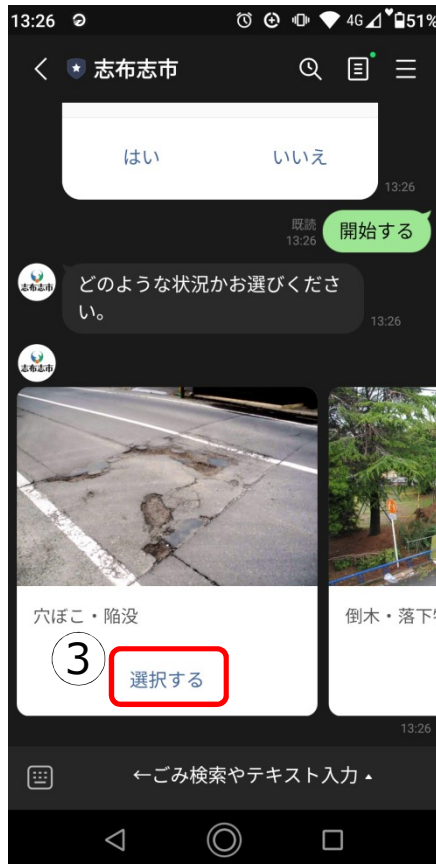 13:26
4G
51%
志布志市
はい
いいえ
13:26
既読
13:26
開始する
志布志市
どのような状況かお選びくださ
い。
13:26
志布志市
穴ぼこ・陥没
倒木・落下
③
選択する
13:26
←ごみ検索やテキスト入力▲